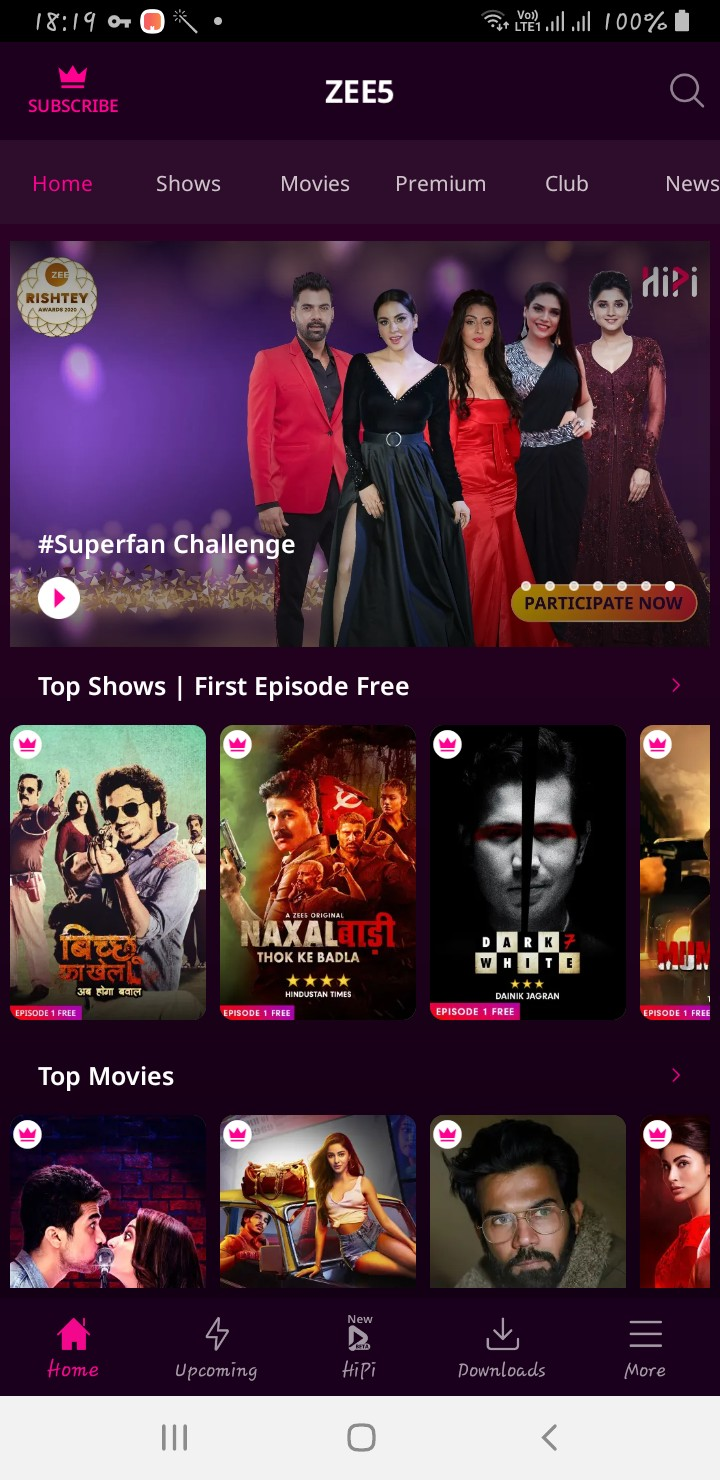 18:19
Vo))
LTE1
100%
SUBSCRIBE
ZEE5
Home Shows Movies Premium Club News
ZEE
RISHTEY
AWARDS 2020
HiPi
#Superfan Challenge
PARTICIPATE NOW
Top Shows | First Episode Free
बिच्छू
का खेल
अब होगा बवाल
EPISODE 1 FREE
A ZEE5 ORIGINAL
NAXALबाड़ी
THOK KE BADLA
HINDUSTAN TIMES
EPISODE 1 FREE
DARK 7
WHITE
DAINIK JAGRAN
EPISODE 1 FREE
MUM
EPISODE 1 FREE
Top Movies
Home
Upcoming
New
BETA
HiPi
Downloads
More